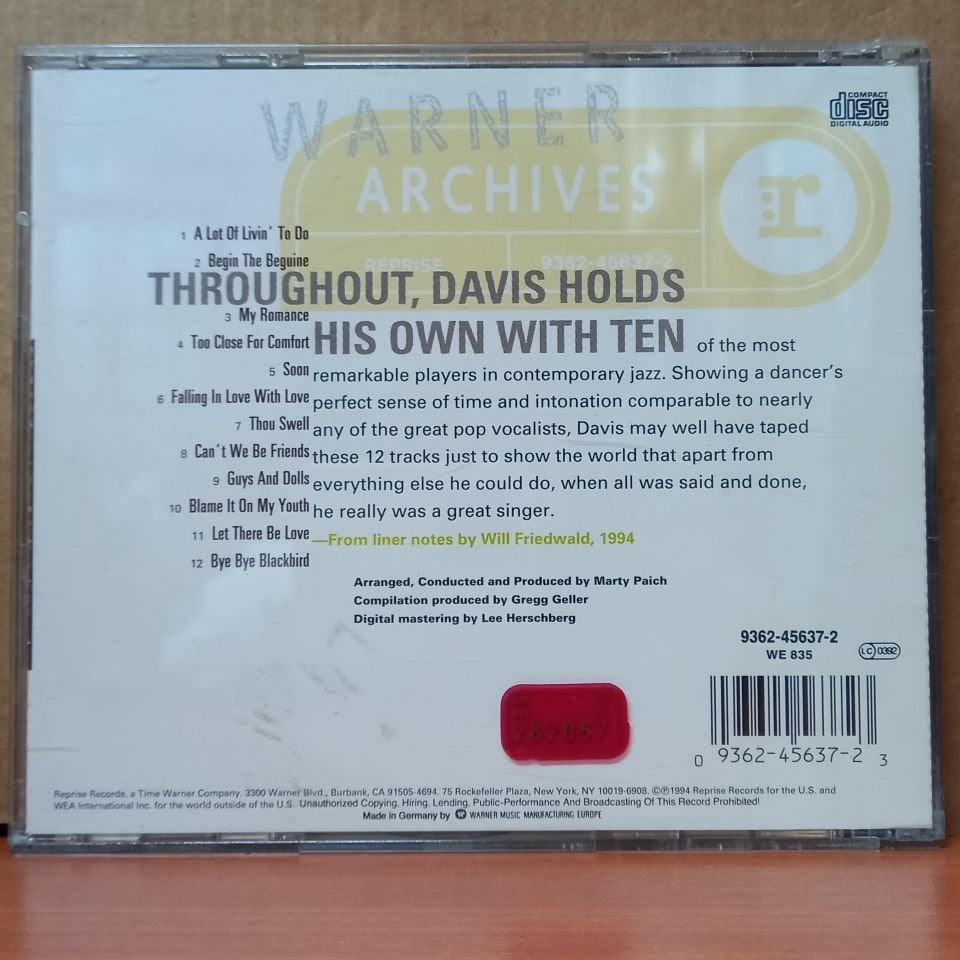 WARNER
ARCHIVES
r
REPRISE 9362-45637-2
COMPACT
disc
DIGITAL AUDIO
1 A Lot Of Livin' To Do
2 Begin The Beguine
3 My Romance
4 Too Close For Comfort
5 Soon
6 Falling In Love With Love
7 Thou Swell
8 Can't We Be Friends
9 Guys And Dolls
10 Blame It On My Youth
11 Let There Be Love
12 Bye Bye Blackbird
THROUGHOUT, DAVIS HOLDS
HIS OWN WITH TEN of the most
remarkable players in contemporary jazz. Showing a dancer's
perfect sense of time and intonation comparable to nearly
any of the great pop vocalists, Davis may well have taped
these 12 tracks just to show the world that apart from
everything else he could do, when all was said and done,
he really was a great singer.
—From liner notes by Will Friedwald, 1994
Arranged, Conducted and Produced by Marty Paich
Compilation produced by Gregg Geller
Digital mastering by Lee Herschberg
9362-45637-2
WE 835
LC 0392
262067
0 9362-45637-2 3
Reprise Records, a Time Warner Company. 3300 Warner Blvd., Burbank, CA 91505-4694. 75 Rockefeller Plaza, New York, NY 10019-6908. ©℗1994 Reprise Records for the U.S. and
WEA International Inc. for the world outside of the U.S. Unauthorized Copying, Hiring, Lending, Public-Performance And Broadcasting Of This Record Prohibited!
Made in Germany by WARNER MUSIC MANUFACTURING EUROPE